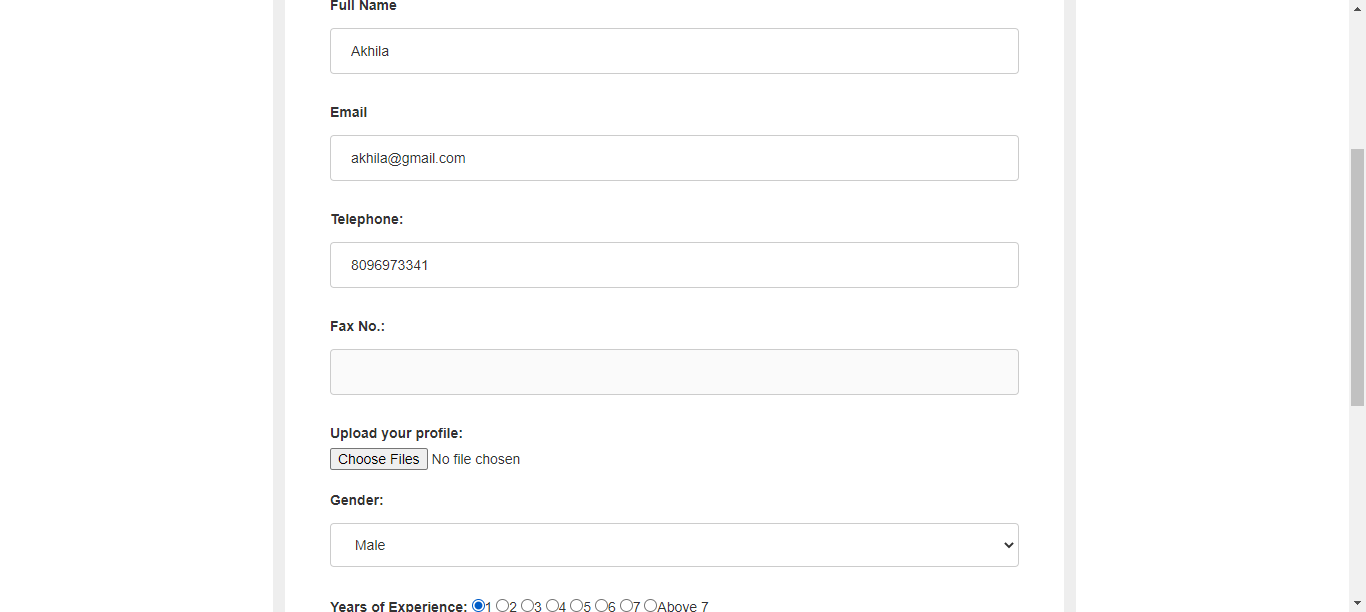 Full Name
Akhila
Email
akhila@gmail.com
Telephone:
8096973341
Fax No.:
Upload your profile:
Choose Files No file chosen
Gender:
Male
Years of Experience: 1 2 3 4 5 6 7 Above 7